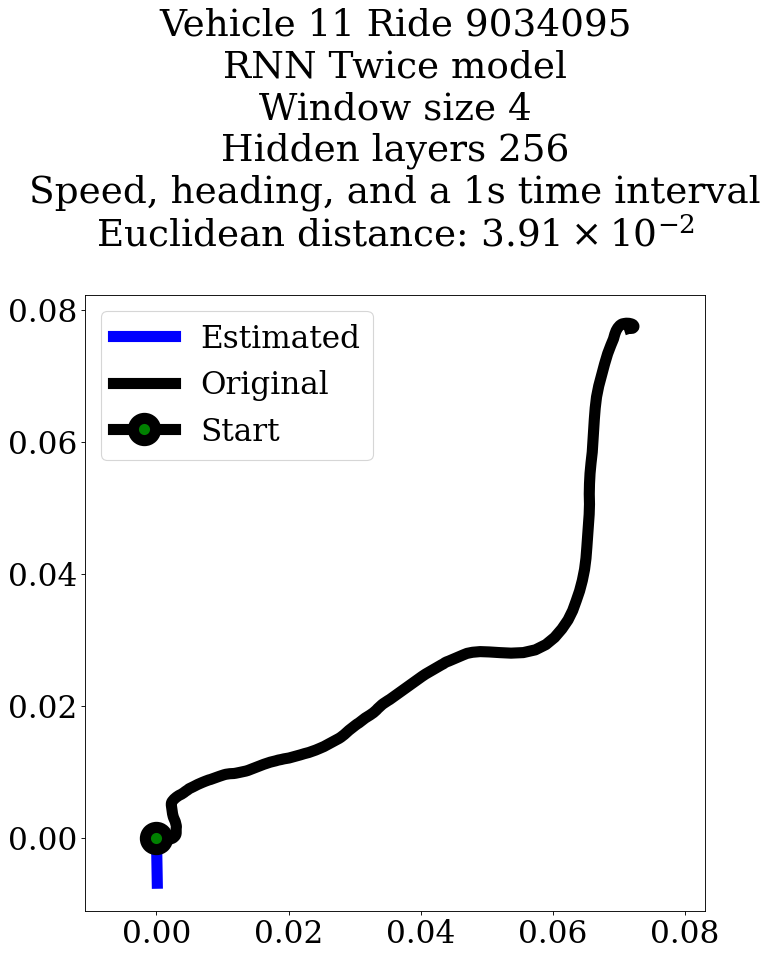 Vehicle 11 Ride 9034095
RNN Twice model
Window size 4
Hidden layers 256
Speed, heading, and a 1s time interval
Euclidean distance: 3.91 × 10⁻²
Estimated
Original
Start
0.08
0.06
0.04
0.02
0.00
0.00 0.02 0.04 0.06 0.08